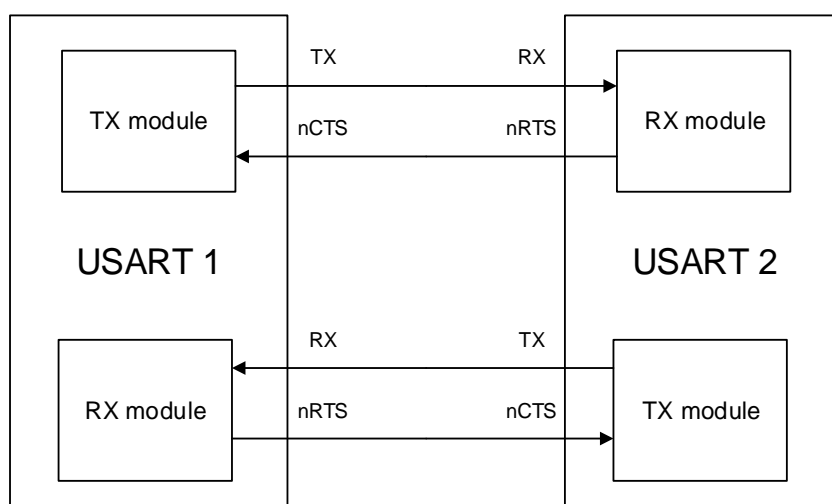 TX RX
TX module RX module
nCTS nRTS
USART 1 USART 2
RX TX
RX module TX module
nRTS nCTS